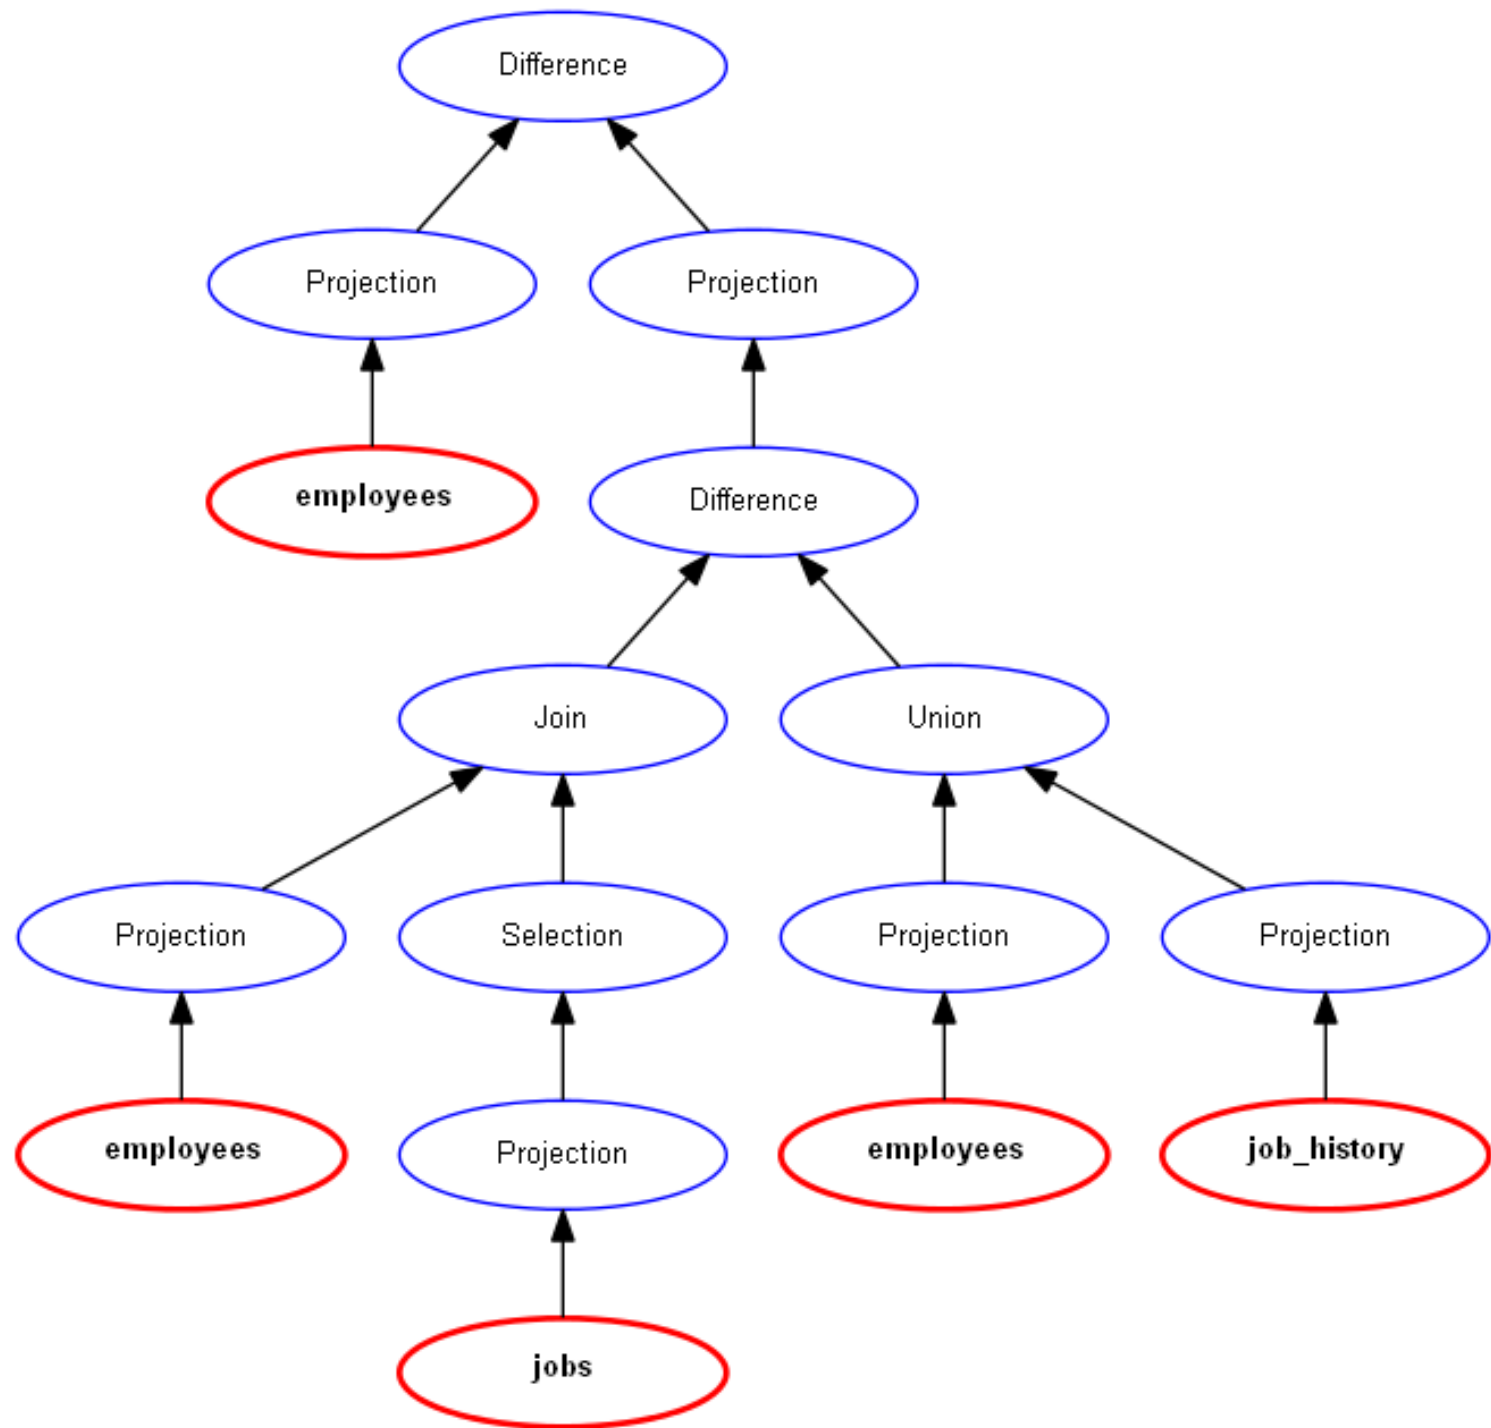 Difference
Projection
Projection
employees
Difference
Join
Union
Projection
Selection
Projection
Projection
employees
Projection
employees
job_history
jobs